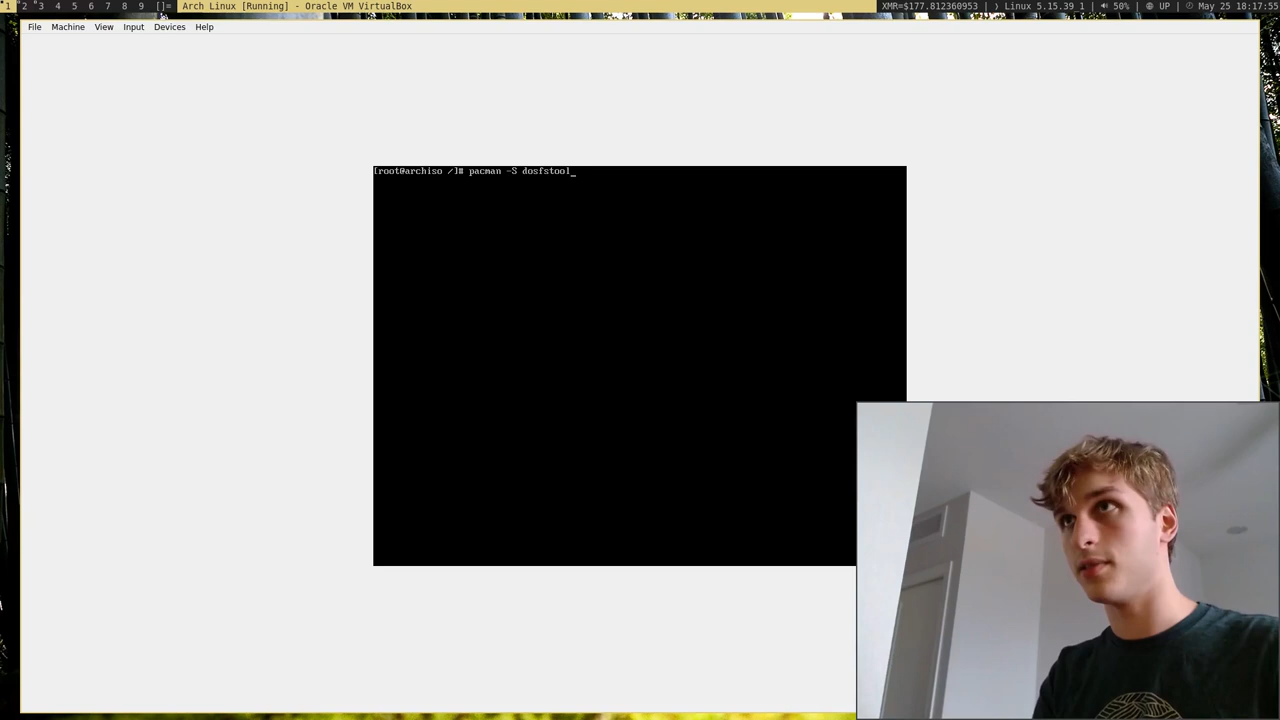 1 2 3 4 5 6 7 8 9 []= Arch Linux [Running] - Oracle VM VirtualBox XMR=$177.812360953 | Linux 5.15.39 1 | 50% | UP | May 25 18:17:55
File Machine View Input Devices Help
[root@archiso /]# pacman -S dosfstool_